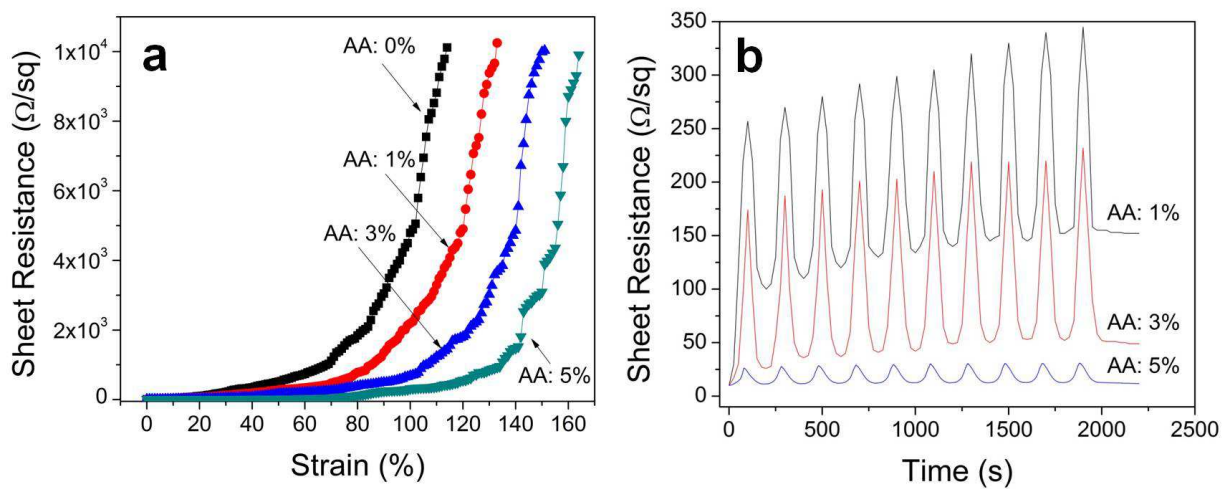 a
Sheet Resistance (Ω/sq)
1x10⁴
8x10³
6x10³
4x10³
2x10³
0
AA: 0%
AA: 1%
AA: 3%
AA: 5%
0 20 40 60 80 100 120 140 160
Strain (%)
b
Sheet Resistance (Ω/sq)
350
300
250
200
150
100
50
0
AA: 1%
AA: 3%
AA: 5%
0 500 1000 1500 2000 2500
Time (s)